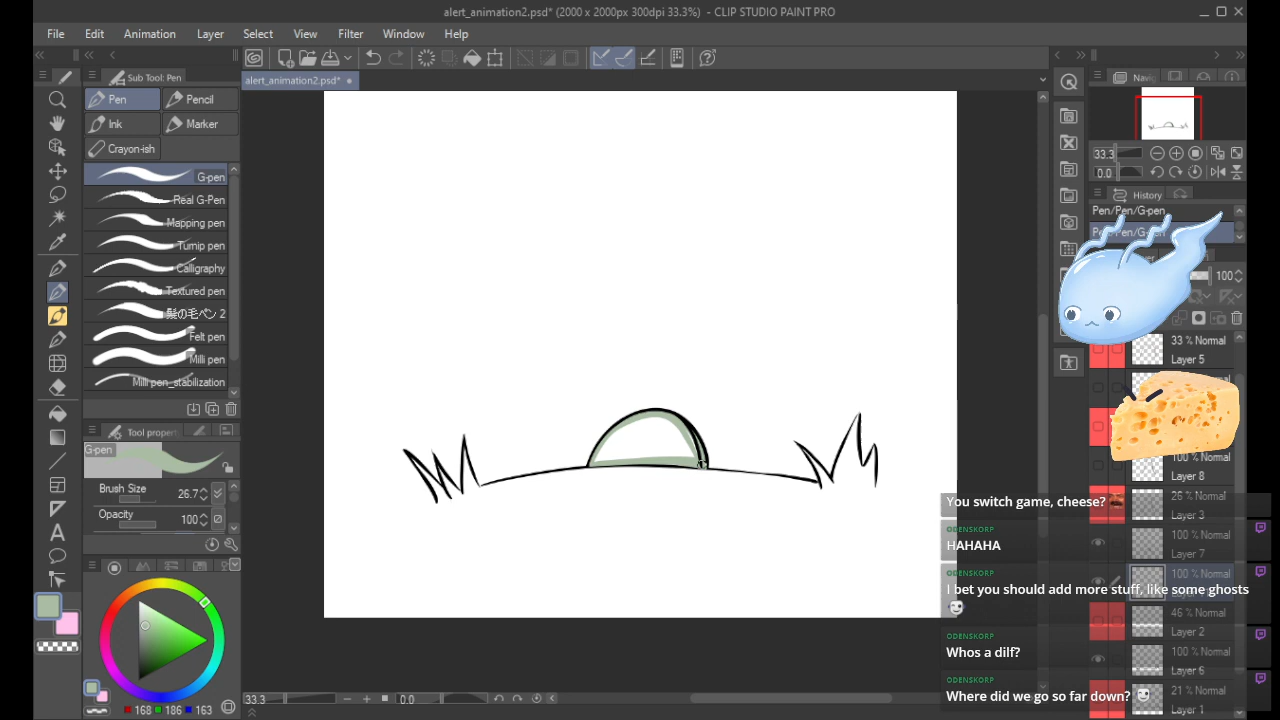 alert_animation2.psd* (2000 x 2000px 300dpi 33.3%) - CLIP STUDIO PAINT PRO
File Edit Animation Layer Select View Filter Window Help
Sub Tool: Pen
alert_animation2.psd*
Pen
Pencil
Ink
Marker
Crayon-ish
G-pen
Real G-Pen
Mapping pen
Turnip pen
Calligraphy
Textured pen
髪の毛ペン 2
Felt pen
Milli pen
Milli pen_stabilization
Tool property
G-pen
Brush Size 26.7
Opacity 100
168 186 163
33.3 0.0
33.3
0.0
History
Pen/Pen/G-pen
Pen/Pen/G-pen
100
33 % Normal
Layer 5
100 % Normal
Layer 8
26 % Normal
Layer 3
100 % Normal
Layer 7
100 % Normal
46 % Normal
Layer 2
100 % Normal
Layer 6
21 % Normal
Layer 1
You switch game, cheese?
ODENSKORP
HAHAHA
ODENSKORP
I bet you should add more stuff, like some ghosts
ODENSKORP
Whos a dilf?
ODENSKORP
Where did we go so far down?